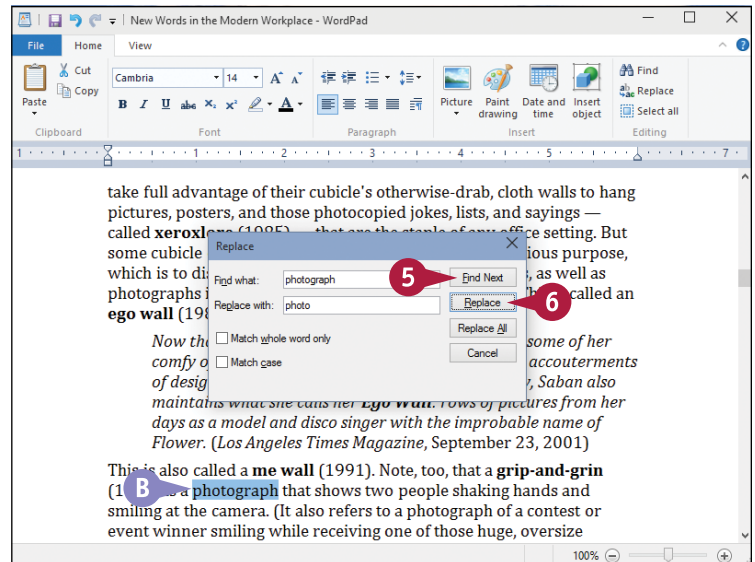 New Words in the Modern Workplace - WordPad
File Home View
Paste
Cut
Copy
Clipboard
Cambria 14 A A
B I U abc X₂ X² A
Font
Paragraph
Picture
Paint drawing
Date and time
Insert object
Insert
Find
Replace
Select all
Editing
1 1 2 3 4 5 7
take full advantage of their cubicle's otherwise-drab, cloth walls to hang
pictures, posters, and those photocopied jokes, lists, and sayings —
called xeroxlore (1985) — that are the staple of any office setting. But
some cubicle ious purpose,
which is to , as well as
photographs called an
ego wall
Replace
Find what: photograph
Replace with: photo
Match whole word only
Match case
Find Next
Replace
Replace All
Cancel
5
6
Now some of her
comfy accouterments
of , Saban also
maintains what she calls her Ego Wall: rows of pictures from her
days as a model and disco singer with the improbable name of
Flower. (Los Angeles Times Magazine, September 23, 2001)
This is also called a me wall (1991). Note, too, that a grip-and-grin
B
a photograph that shows two people shaking hands and
smiling at the camera. (It also refers to a photograph of a contest or
event winner smiling while receiving one of those huge, oversize
100%